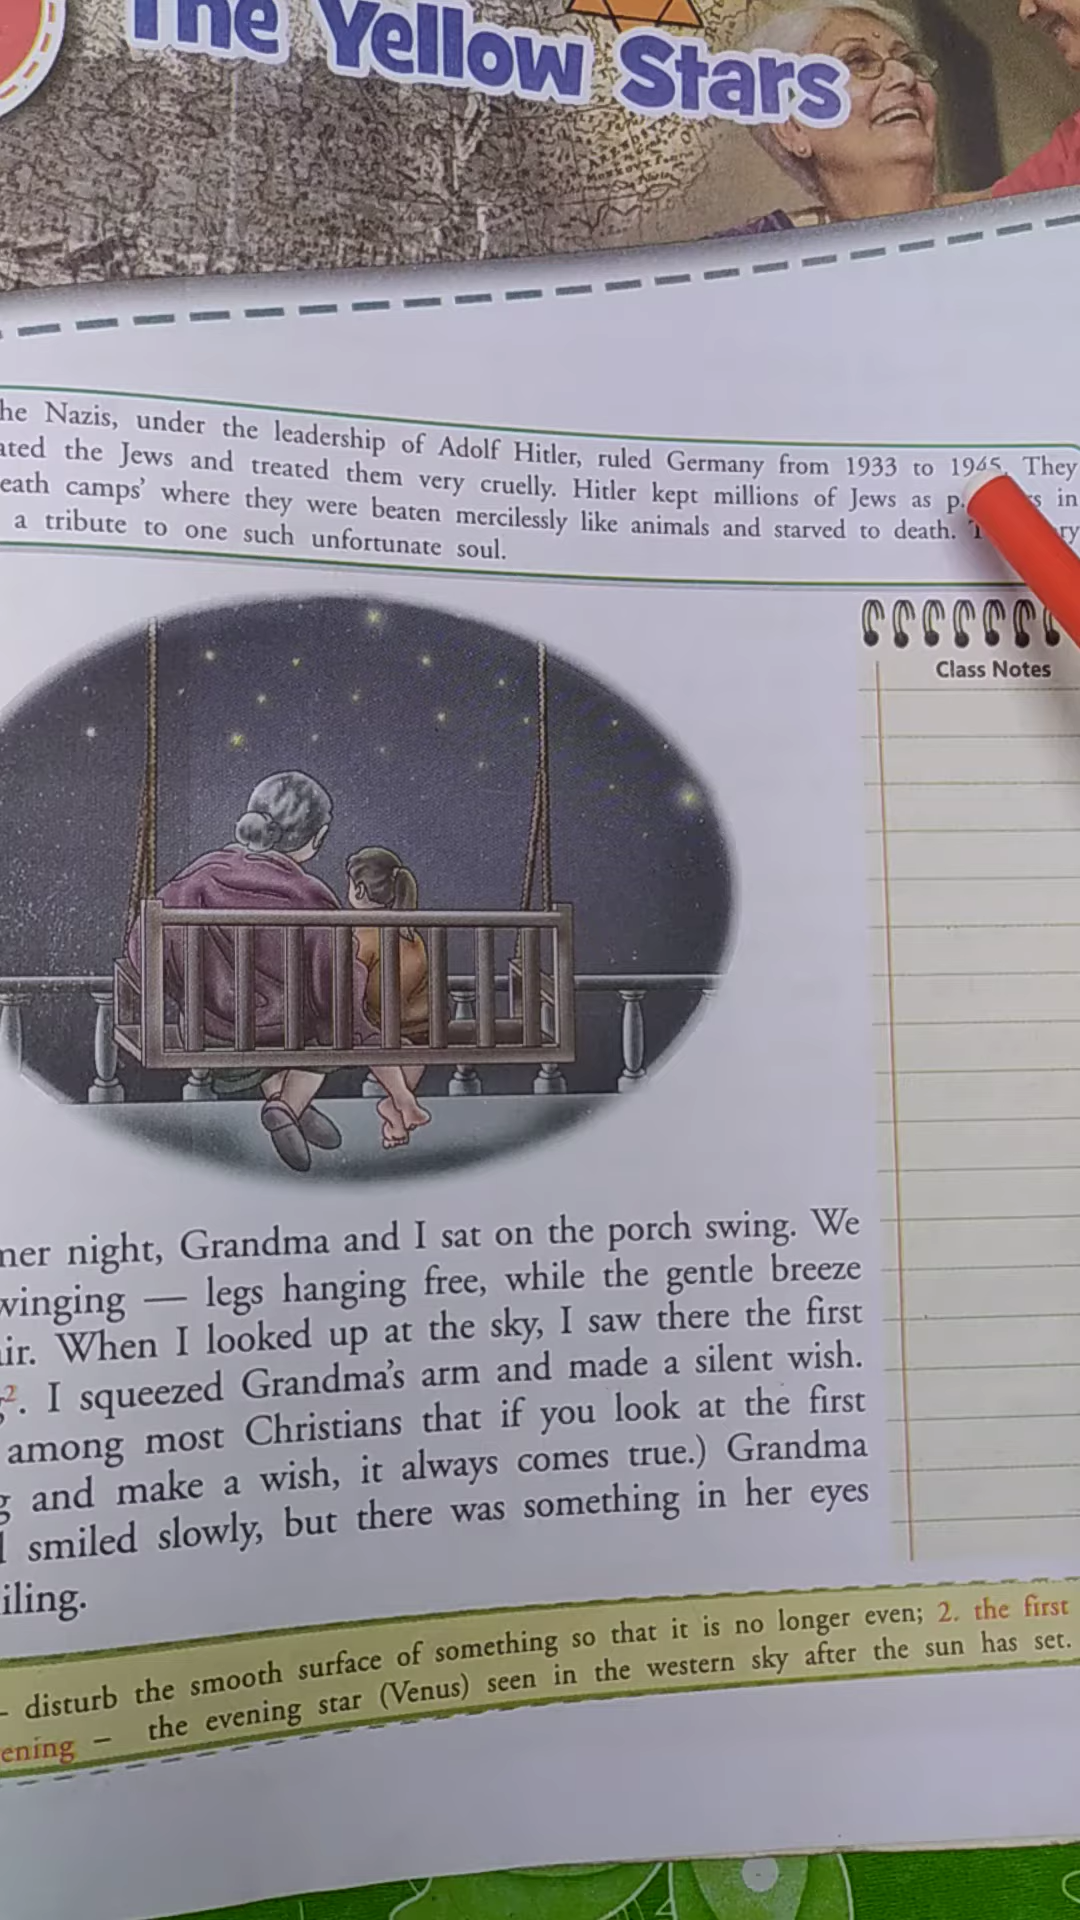 The Yellow Stars
he Nazis, under the leadership of Adolf Hitler, ruled Germany from 1933 to 1945. They
ated the Jews and treated them very cruelly. Hitler kept millions of Jews as p s in
eath camps' where they were beaten mercilessly like animals and starved to death. T ry
a tribute to one such unfortunate soul.
Class Notes
ner night, Grandma and I sat on the porch swing. We
winging — legs hanging free, while the gentle breeze
air. When I looked up at the sky, I saw there the first
g². I squeezed Grandma's arm and made a silent wish.
among most Christians that if you look at the first
g and make a wish, it always comes true.) Grandma
d smiled slowly, but there was something in her eyes
iling.
– disturb the smooth surface of something so that it is no longer even; 2. the first
ening – the evening star (Venus) seen in the western sky after the sun has set.